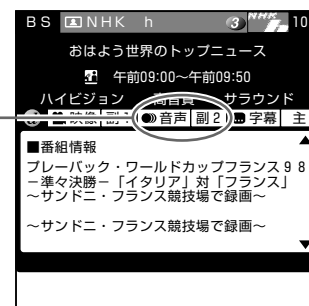 BS NHK h 3 NHK 10
おはよう世界のトップニュース
午前09:00～午前09:50
ハイビジョン 高音質 サラウンド
映像 副1 音声 副2 字幕 主
■番組情報
プレーバック・ワールドカップフランス98
－準々決勝－「イタリア」対「フランス」
～サンドニ・フランス競技場で録画～
～サンドニ・フランス競技場で録画～